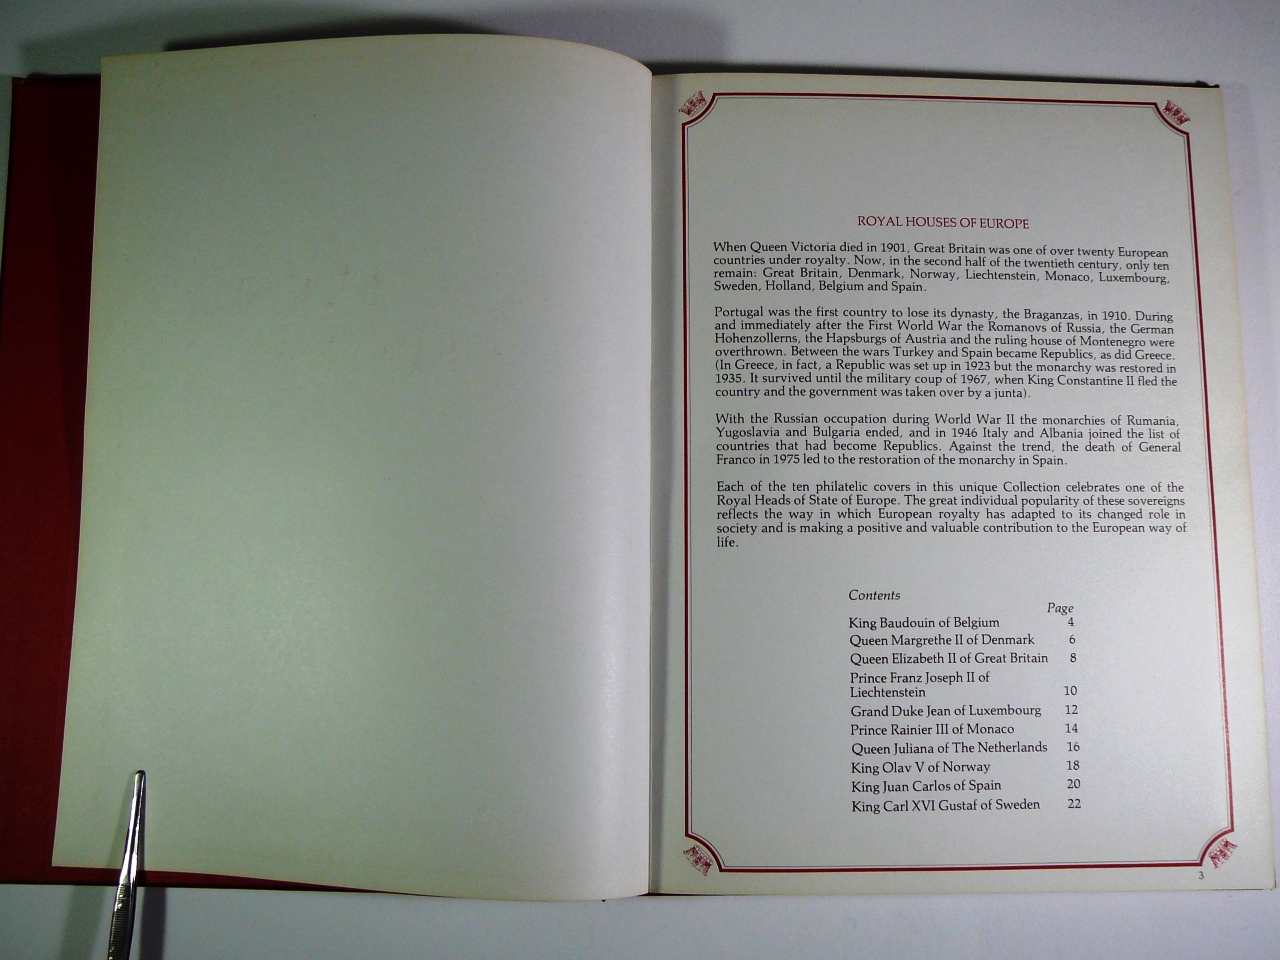 ROYAL HOUSES OF EUROPE
When Queen Victoria died in 1901, Great Britain was one of over twenty European
countries under royalty. Now, in the second half of the twentieth century, only ten
remain: Great Britain, Denmark, Norway, Liechtenstein, Monaco, Luxembourg,
Sweden, Holland, Belgium and Spain.
Portugal was the first country to lose its dynasty, the Braganzas, in 1910. During
and immediately after the First World War the Romanovs of Russia, the German
Hohenzollerns, the Hapsburgs of Austria and the ruling house of Montenegro were
overthrown. Between the wars Turkey and Spain became Republics, as did Greece.
(In Greece, in fact, a Republic was set up in 1923 but the monarchy was restored in
1935. It survived until the military coup of 1967, when King Constantine II fled the
country and the government was taken over by a junta).
With the Russian occupation during World War II the monarchies of Rumania,
Yugoslavia and Bulgaria ended, and in 1946 Italy and Albania joined the list of
countries that had become Republics. Against the trend, the death of General
Franco in 1975 led to the restoration of the monarchy in Spain.
Each of the ten philatelic covers in this unique Collection celebrates one of the
Royal Heads of State of Europe. The great individual popularity of these sovereigns
reflects the way in which European royalty has adapted to its changed role in
society and is making a positive and valuable contribution to the European way of
life.
Contents
Page
King Baudouin of Belgium 4
Queen Margrethe II of Denmark 6
Queen Elizabeth II of Great Britain 8
Prince Franz Joseph II of
Liechtenstein 10
Grand Duke Jean of Luxembourg 12
Prince Rainier III of Monaco 14
Queen Juliana of The Netherlands 16
King Olav V of Norway 18
King Juan Carlos of Spain 20
King Carl XVI Gustaf of Sweden 22
3